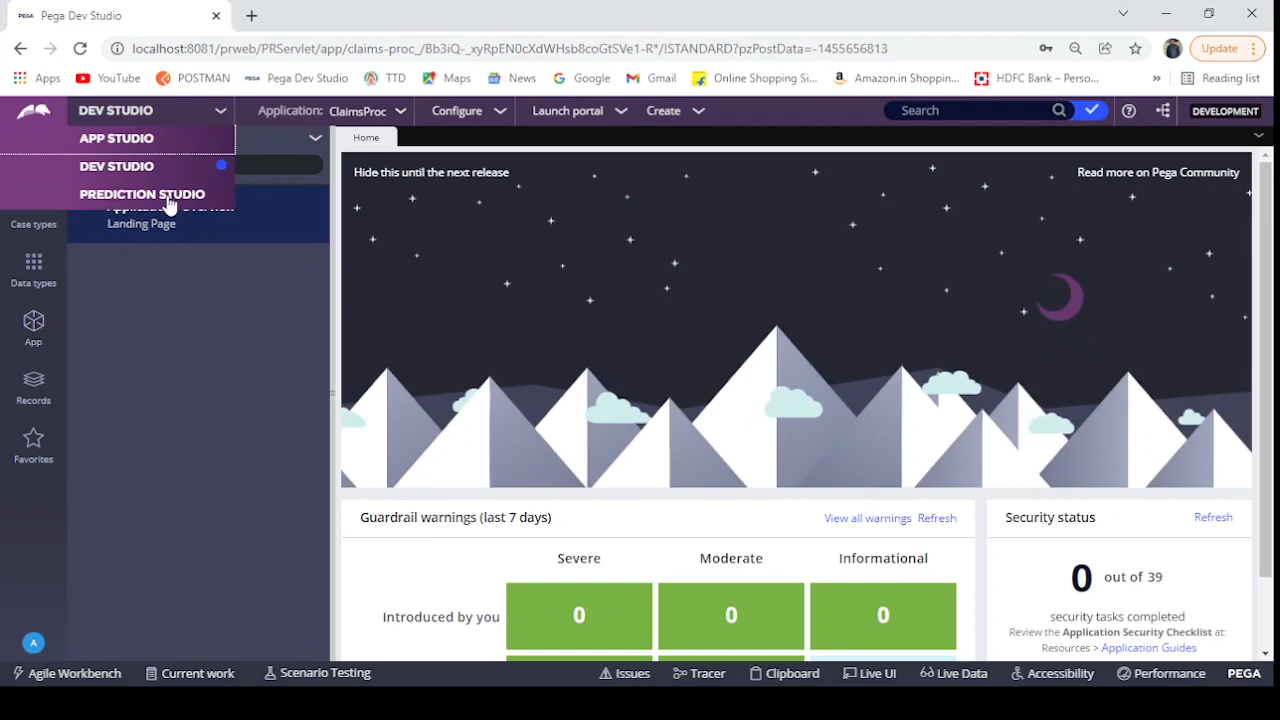 PEGA Pega Dev Studio
localhost:8081/prweb/PRServlet/app/claims-proc_/Bb3iQ-_xyRpEN0cXdWHsb8coGtSVe1-R*/!STANDARD?pzPostData=-1455656813
Update
Apps YouTube POSTMAN PEGA Pega Dev Studio TTD Maps News Google Gmail Online Shopping Si... Amazon.in Shoppin... HDFC Bank – Perso... » Reading list
DEV STUDIO Application: ClaimsProc Configure Launch portal Create Search DEVELOPMENT
APP STUDIO
DEV STUDIO
PREDICTION STUDIO
Landing Page
Case types
Data types
App
Records
Favorites
A
Home
Hide this until the next release Read more on Pega Community
Guardrail warnings (last 7 days) View all warnings Refresh
Severe Moderate Informational
Introduced by you 0 0 0
Security status Refresh
0 out of 39
security tasks completed
Review the Application Security Checklist at:
Resources > Application Guides
Agile Workbench Current work Scenario Testing Issues Tracer Clipboard Live UI Live Data Accessibility Performance PEGA